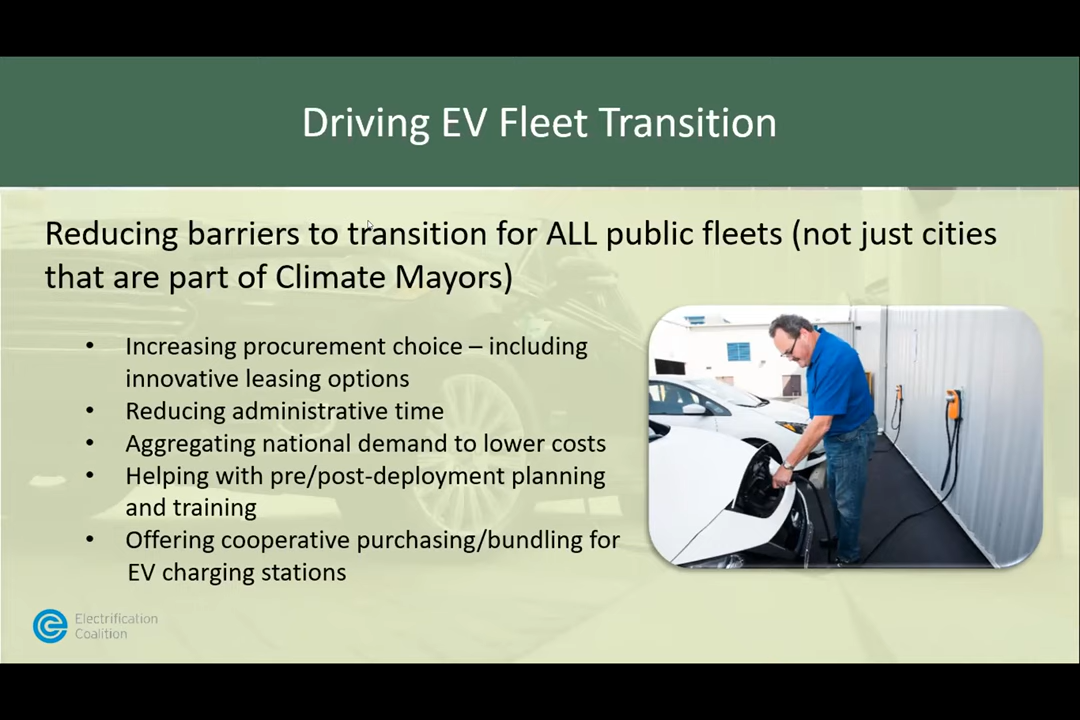 Driving EV Fleet Transition
Reducing barriers to transition for ALL public fleets (not just cities
that are part of Climate Mayors)
• Increasing procurement choice – including
innovative leasing options
• Reducing administrative time
• Aggregating national demand to lower costs
• Helping with pre/post-deployment planning
and training
• Offering cooperative purchasing/bundling for
EV charging stations
Electrification
Coalition